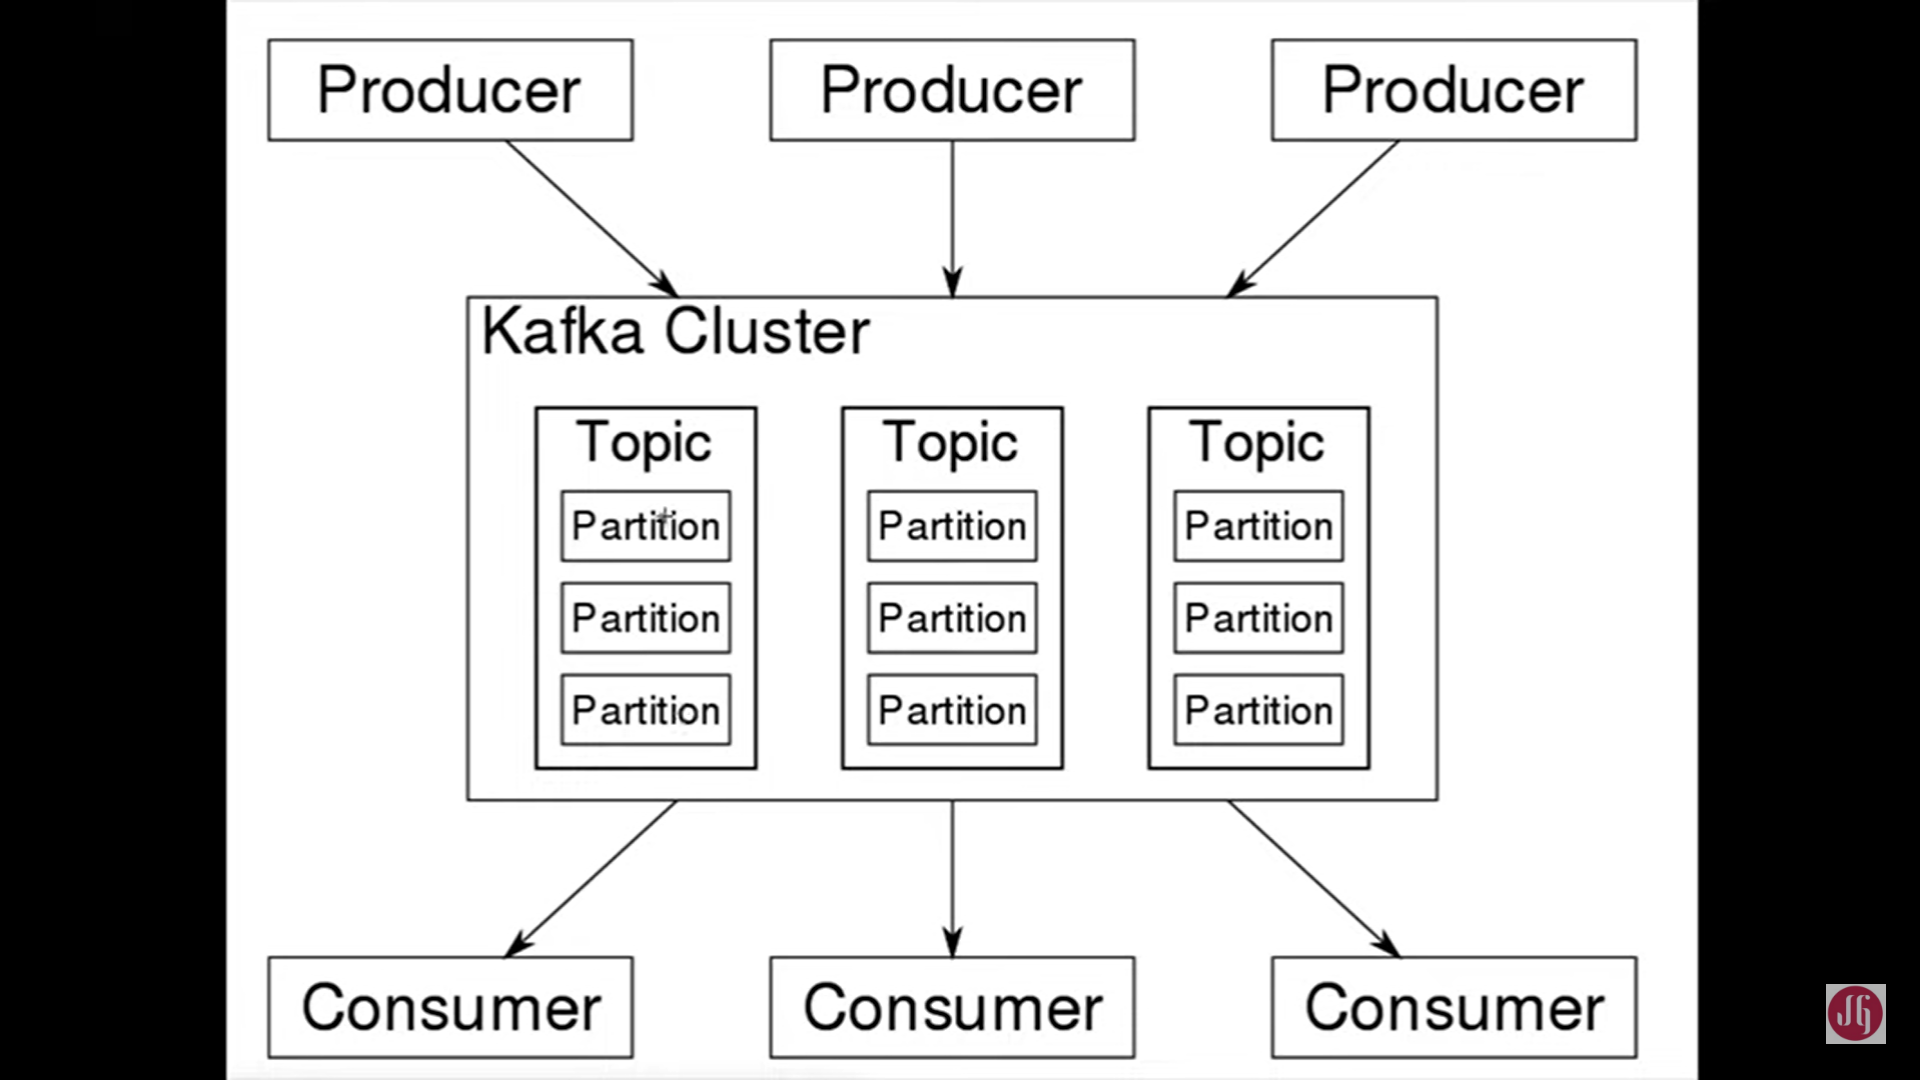 Producer Producer Producer
Kafka Cluster
Topic Topic Topic
Partition Partition Partition
Partition Partition Partition
Partition Partition Partition
Consumer Consumer Consumer